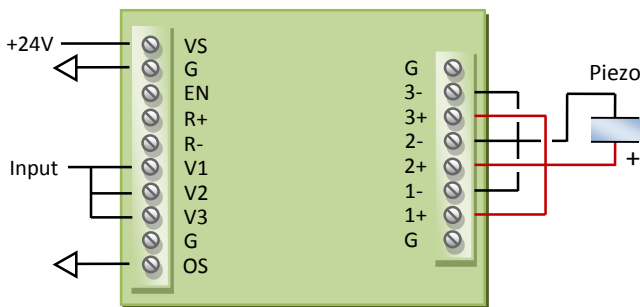 +24V
VS
G
EN
R+
R-
Input
V1
V2
V3
G
OS
G
3-
3+
2-
2+
1-
1+
G
Piezo
+